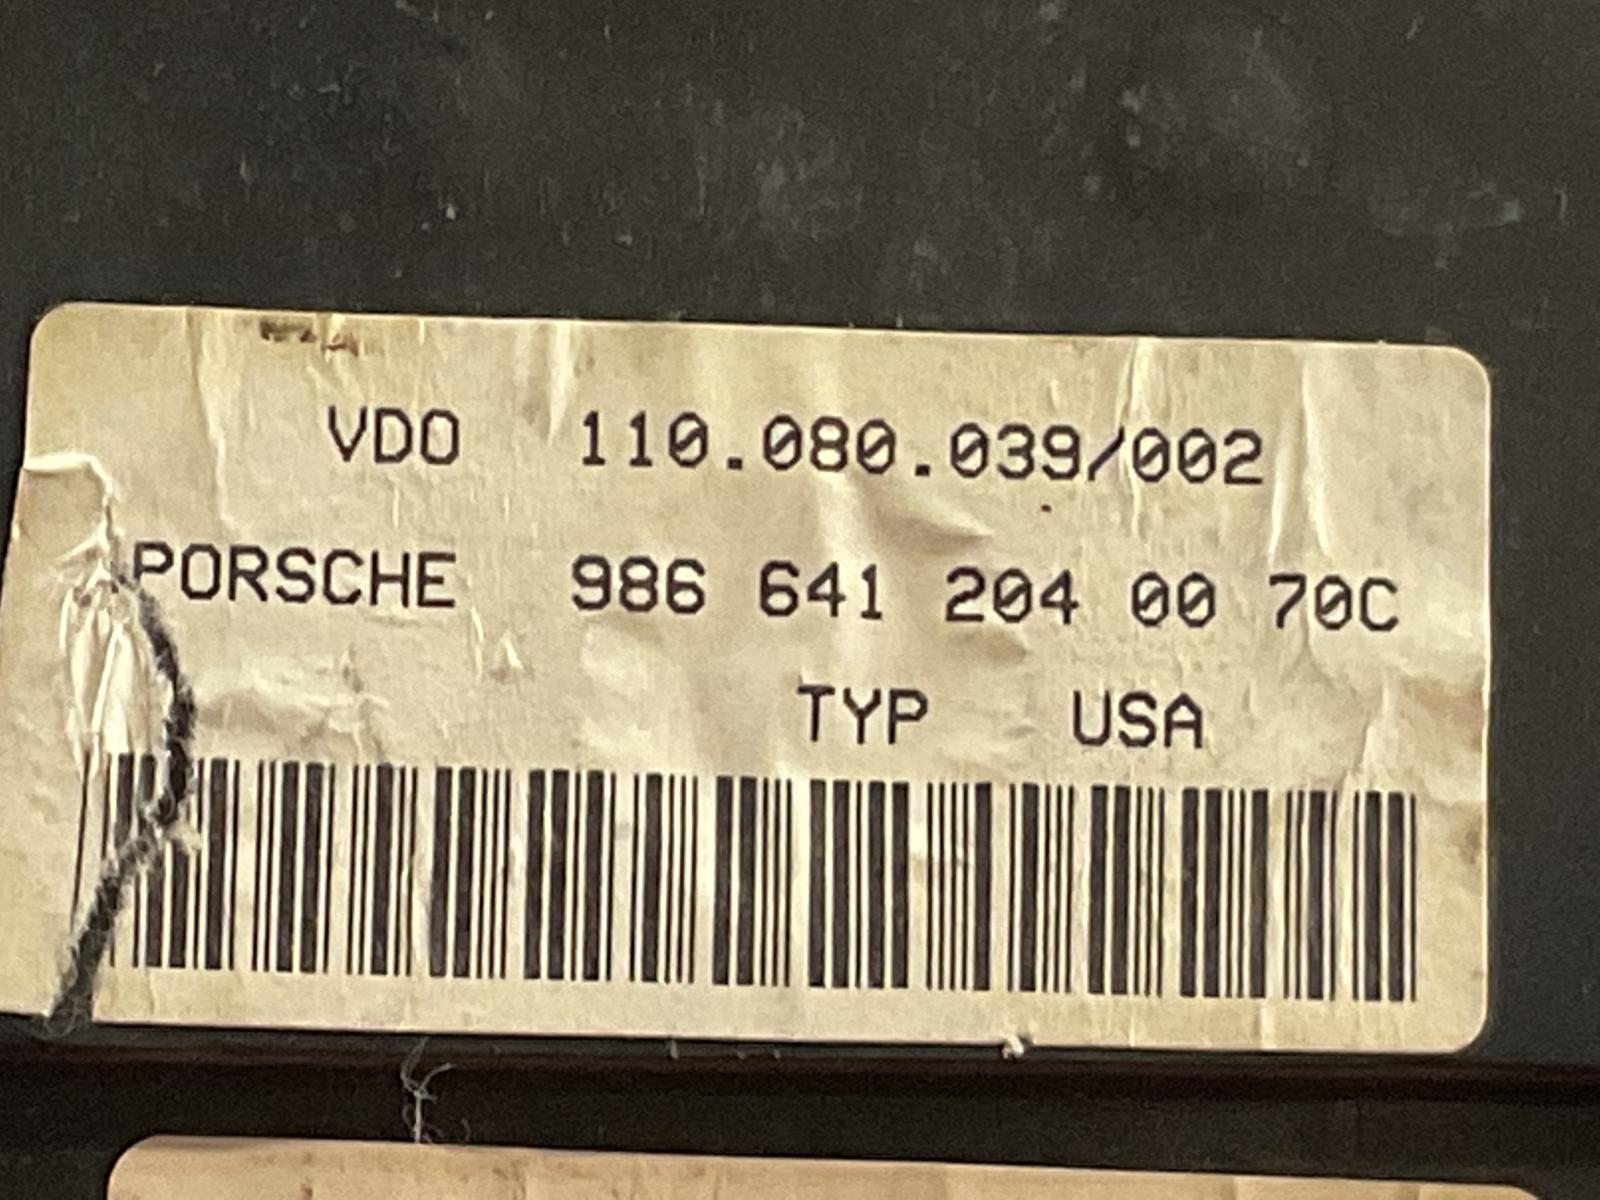 VDO 110.080.039/002
PORSCHE 986 641 204 00 70C
TYP USA